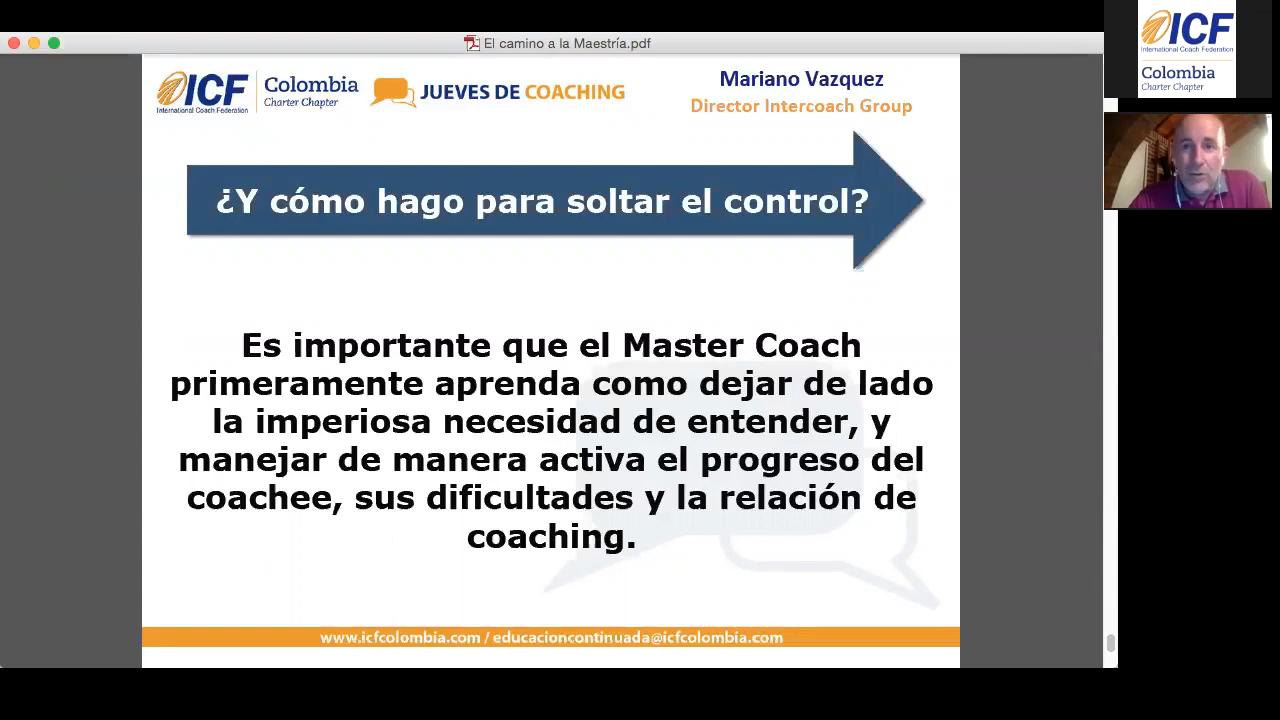 El camino a la Maestría.pdf
ICF
International Coach Federation
Colombia
Charter Chapter
JUEVES DE COACHING
Mariano Vazquez
Director Intercoach Group
¿Y cómo hago para soltar el control?
Es importante que el Master Coach
primeramente aprenda como dejar de lado
la imperiosa necesidad de entender, y
manejar de manera activa el progreso del
coachee, sus dificultades y la relación de
coaching.
www.icfcolombia.com / educacioncontinuada@icfcolombia.com
ICF
International Coach Federation
Colombia
Charter Chapter